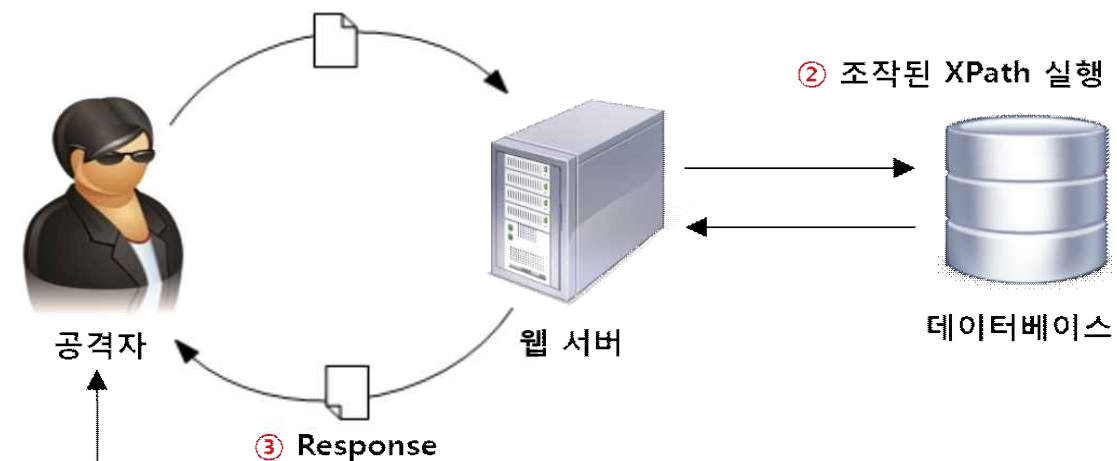 ② 조작된 XPath 실행
공격자
웹 서버
데이터베이스
③ Response